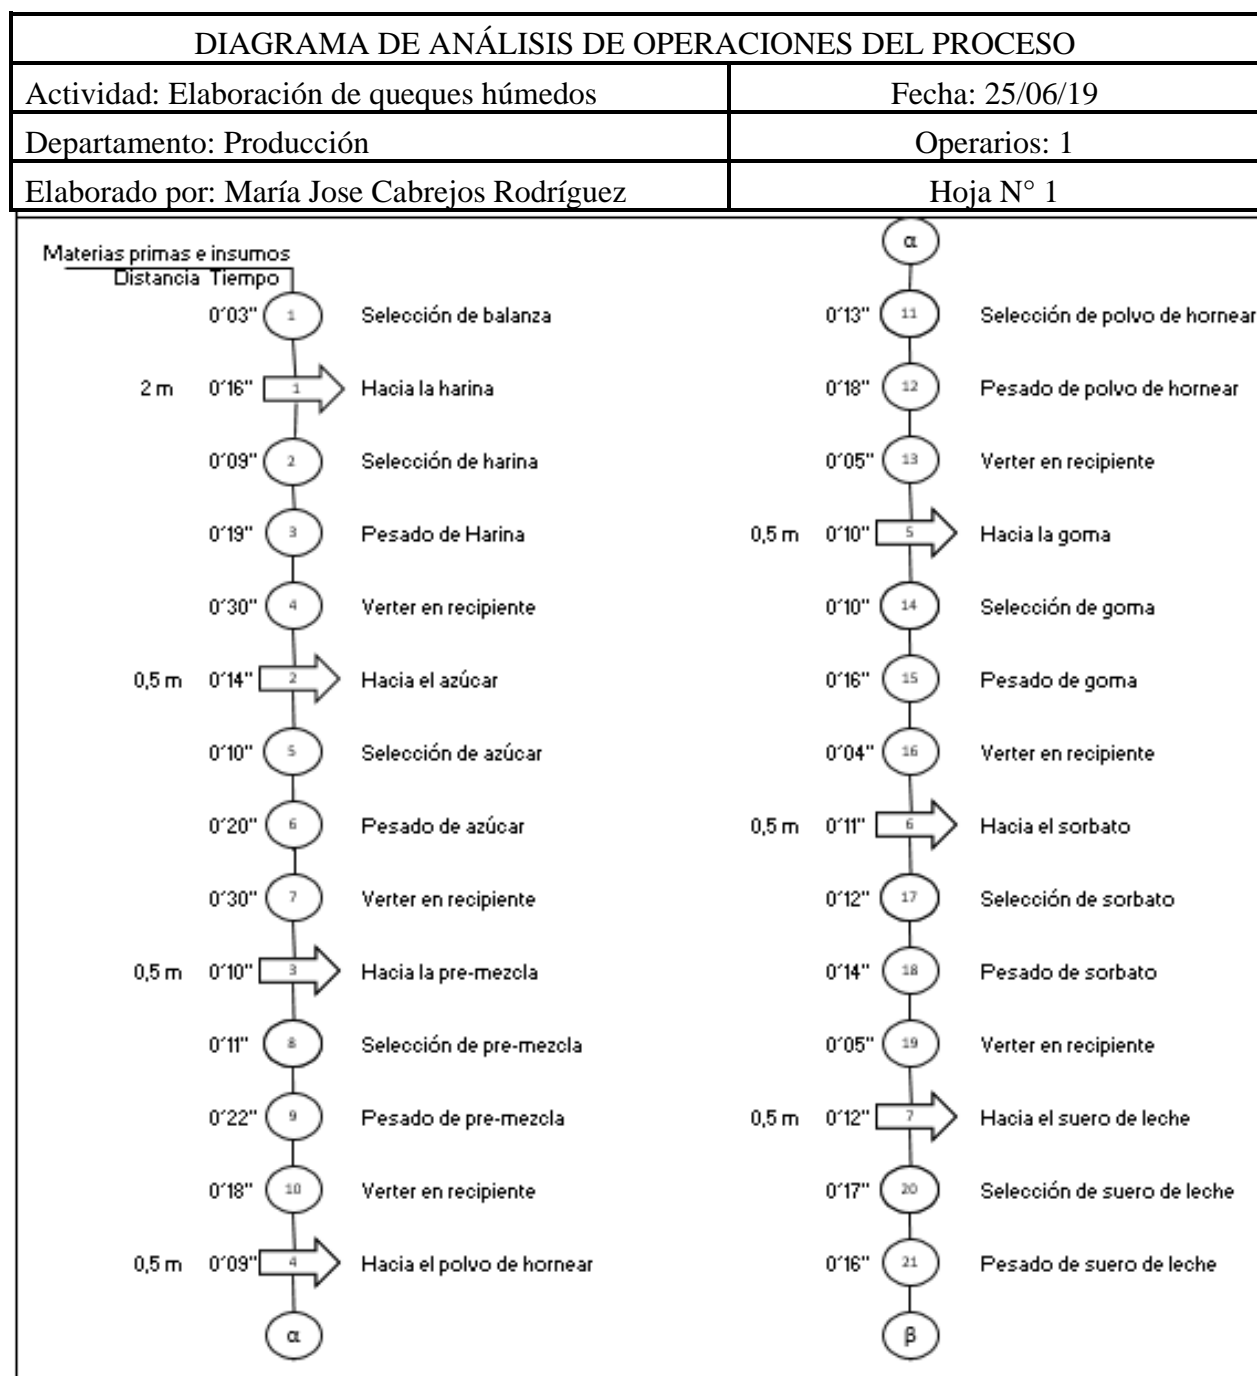 DIAGRAMA DE ANÁLISIS DE OPERACIONES DEL PROCESO
Actividad: Elaboración de queques húmedos Fecha: 25/06/19
Departamento: Producción Operarios: 1
Elaborado por: María Jose Cabrejos Rodríguez Hoja N° 1
Materias primas e insumos
Distancia Tiempo
0´03" 1 Selección de balanza
2 m 0´16" 1 Hacia la harina
0´09" 2 Selección de harina
0´19" 3 Pesado de Harina
0´30" 4 Verter en recipiente
0,5 m 0´14" 2 Hacia el azúcar
0´10" 5 Selección de azúcar
0´20" 6 Pesado de azúcar
0´30" 7 Verter en recipiente
0,5 m 0´10" 3 Hacia la pre-mezcla
0´11" 8 Selección de pre-mezcla
0´22" 9 Pesado de pre-mezcla
0´18" 10 Verter en recipiente
0,5 m 0´09" 4 Hacia el polvo de hornear
α
α
0´13" 11 Selección de polvo de hornear
0´18" 12 Pesado de polvo de hornear
0´05" 13 Verter en recipiente
0,5 m 0´10" 5 Hacia la goma
0´10" 14 Selección de goma
0´16" 15 Pesado de goma
0´04" 16 Verter en recipiente
0,5 m 0´11" 6 Hacia el sorbato
0´12" 17 Selección de sorbato
0´14" 18 Pesado de sorbato
0´05" 19 Verter en recipiente
0,5 m 0´12" 7 Hacia el suero de leche
0´17" 20 Selección de suero de leche
0´16" 21 Pesado de suero de leche
β